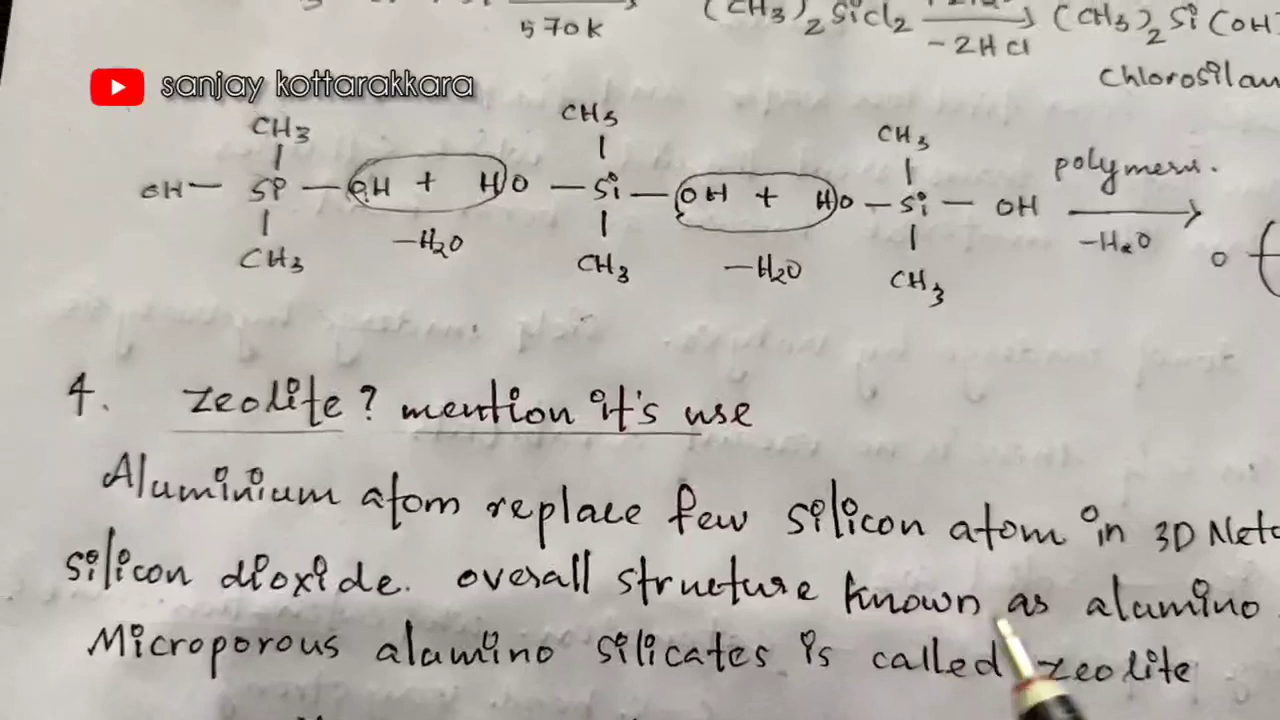 570K
(CH3)2SiCl2 → (CH3)2Si(OH
-2HCl
chlorosilan
sanjay kottarakkara
CH3 CH3 CH3
OH — Si — OH + HO — Si — OH + HO — Si — OH polymeri. →
-H2O -H2O -H2O
CH3 CH3 CH3
4. zeolite? mention it's use
Aluminium atom replace few silicon atom in 3D Netw
silicon dioxide. overall structure known as alumino
Microporous alumino silicates is called zeolite